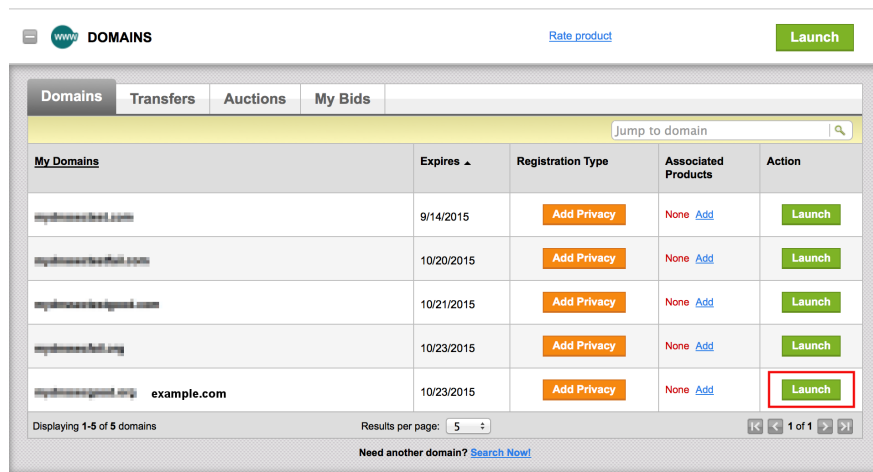 www DOMAINS Rate product Launch
Domains Transfers Auctions My Bids
Jump to domain
My Domains Expires Registration Type Associated Products Action
9/14/2015 Add Privacy None Add Launch
10/20/2015 Add Privacy None Add Launch
10/21/2015 Add Privacy None Add Launch
10/23/2015 Add Privacy None Add Launch
example.com 10/23/2015 Add Privacy None Add Launch
Displaying 1-5 of 5 domains Results per page: 5 1 of 1
Need another domain? Search Now!